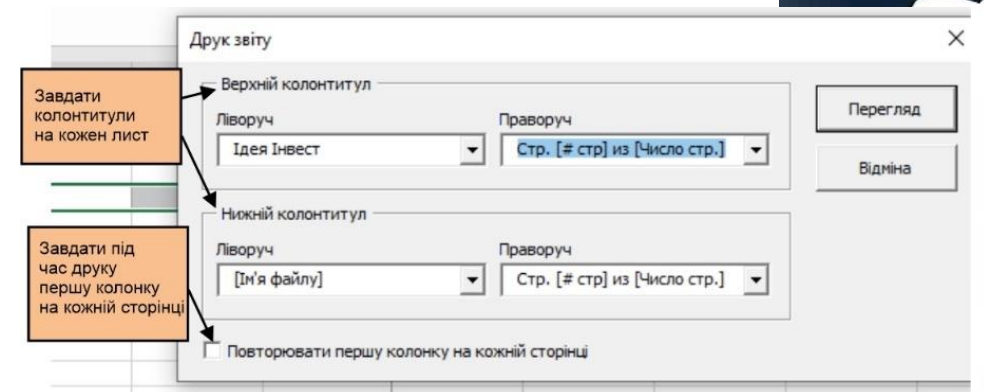 Друк звіту
Завдати
колонтитули
на кожен лист
Верхній колонтитул
Ліворуч
Праворуч
Ідея Інвест
Стр. [# стр] из [Число стр.]
Перегляд
Відміна
Нижній колонтитул
Ліворуч
Праворуч
[Ім'я файлу]
Стр. [# стр] из [Число стр.]
Завдати під
час друку
першу колонку
на кожній сторінці
Повторювати першу колонку на кожній сторінці